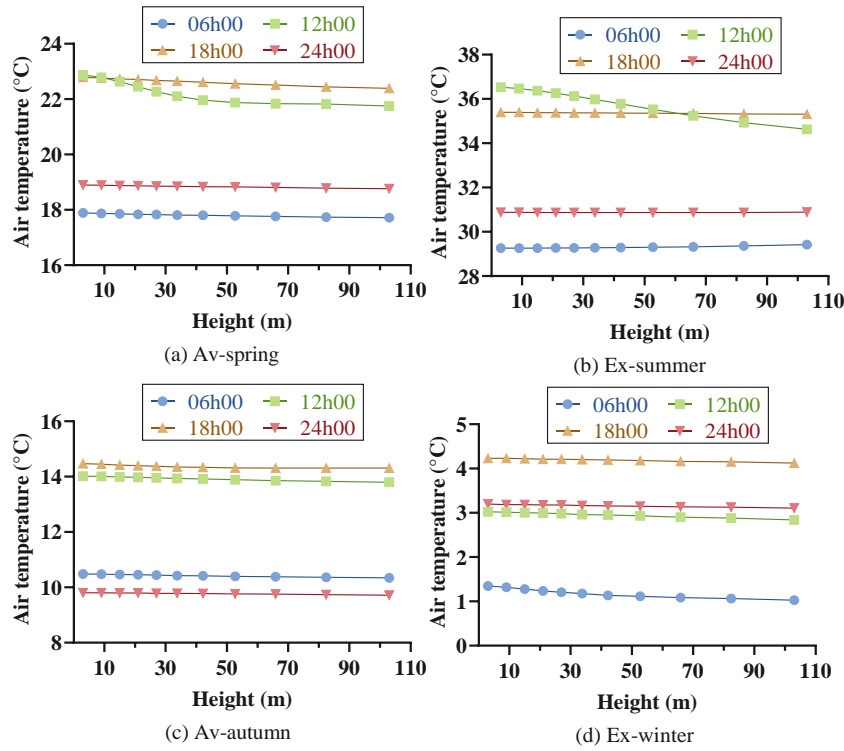 06h00 12h00
18h00 24h00
Air temperature (°C)
24
22
20
18
16
10 30 50 70 90 110
Height (m)
(a) Av-spring
06h00 12h00
18h00 24h00
Air temperature (°C)
38
36
34
32
30
28
10 30 50 70 90 110
Height (m)
(b) Ex-summer
06h00 12h00
18h00 24h00
Air temperature (°C)
16
14
12
10
8
10 30 50 70 90 110
Height (m)
(c) Av-autumn
06h00 12h00
18h00 24h00
Air temperature (°C)
5
4
3
2
1
0
10 30 50 70 90 110
Height (m)
(d) Ex-winter